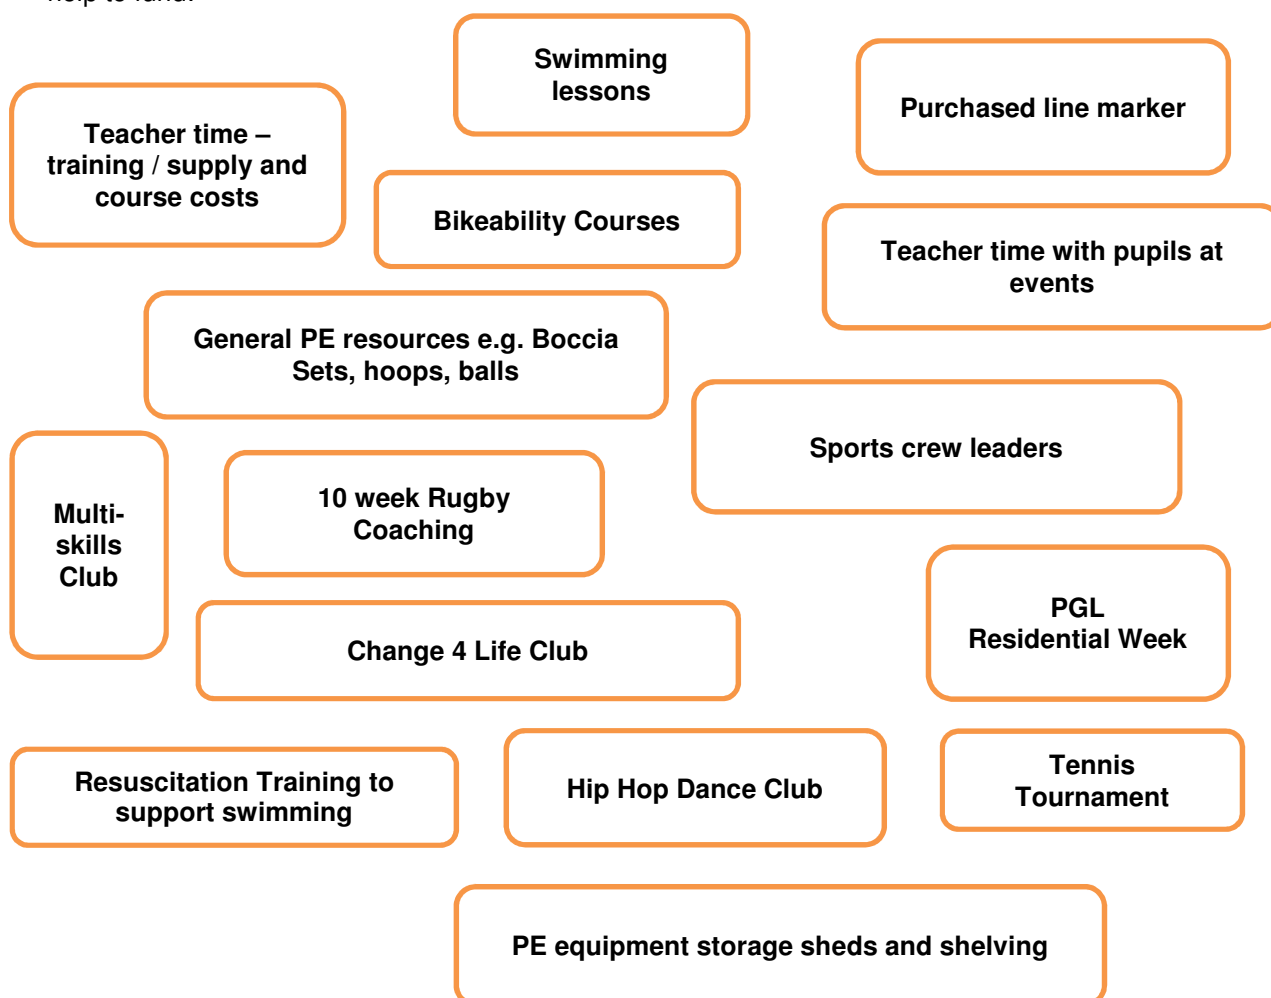 help to fund.
Swimming
lessons
Purchased line marker
Teacher time –
training / supply and
course costs
Bikeability Courses
Teacher time with pupils at
events
General PE resources e.g. Boccia
Sets, hoops, balls
Sports crew leaders
Multi-
skills
Club
10 week Rugby
Coaching
PGL
Residential Week
Change 4 Life Club
Resuscitation Training to
support swimming
Hip Hop Dance Club
Tennis
Tournament
PE equipment storage sheds and shelving